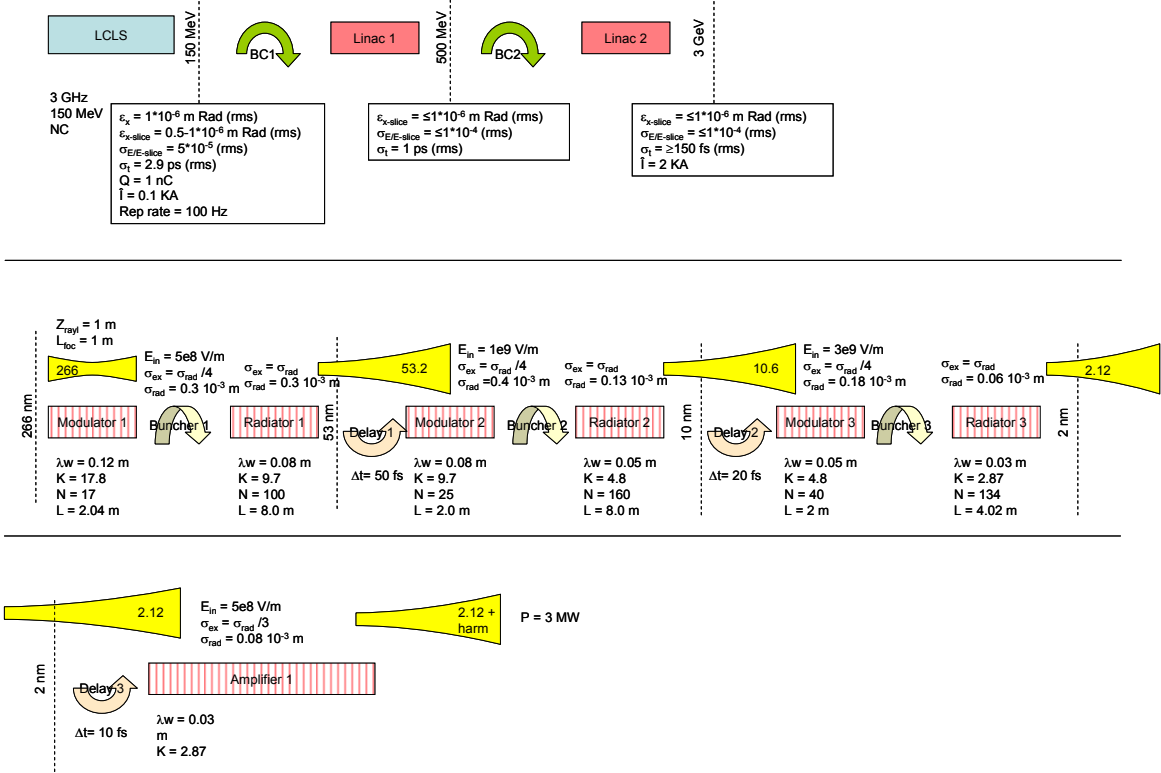 LCLS
150 MeV
BC1
Linac 1
500 MeV
BC2
Linac 2
3 GeV
3 GHz
150 MeV
NC
εx = 1*10-6 m Rad (rms)
εx-slice = 0.5-1*10-6 m Rad (rms)
σE/E-slice = 5*10-5 (rms)
σt = 2.9 ps (rms)
Q = 1 nC
Î = 0.1 KA
Rep rate = 100 Hz
εx-slice = ≤1*10-6 m Rad (rms)
σE/E-slice = ≤1*10-4 (rms)
σt = 1 ps (rms)
εx-slice = ≤1*10-6 m Rad (rms)
σE/E-slice = ≤1*10-4 (rms)
σt = ≥150 fs (rms)
Î = 2 KA
Zrayl = 1 m
Lfoc = 1 m
266 nm
266
Ein = 5e8 V/m
σex = σrad /4
σrad = 0.3 10-3 m
σex = σrad
σrad = 0.3 10-3 m
53.2
Ein = 1e9 V/m
σex = σrad /4
σrad =0.4 10-3 m
σex = σrad
σrad = 0.13 10-3 m
10.6
Ein = 3e9 V/m
σex = σrad /4
σrad = 0.18 10-3 m
σex = σrad
σrad = 0.06 10-3 m
2.12
Modulator 1
Buncher 1
Radiator 1
53 nm
Delay 1
Modulator 2
Buncher 2
Radiator 2
10 nm
Delay 2
Modulator 3
Buncher 3
Radiator 3
2 nm
λw = 0.12 m
K = 17.8
N = 17
L = 2.04 m
λw = 0.08 m
K = 9.7
N = 100
L = 8.0 m
Δt= 50 fs
λw = 0.08 m
K = 9.7
N = 25
L = 2.0 m
λw = 0.05 m
K = 4.8
N = 160
L = 8.0 m
Δt= 20 fs
λw = 0.05 m
K = 4.8
N = 40
L = 2 m
λw = 0.03 m
K = 2.87
N = 134
L = 4.02 m
2.12
Ein = 5e8 V/m
σex = σrad /3
σrad = 0.08 10-3 m
2.12 +
harm
P = 3 MW
2 nm
Delay 3
Amplifier 1
Δt= 10 fs
λw = 0.03
m
K = 2.87